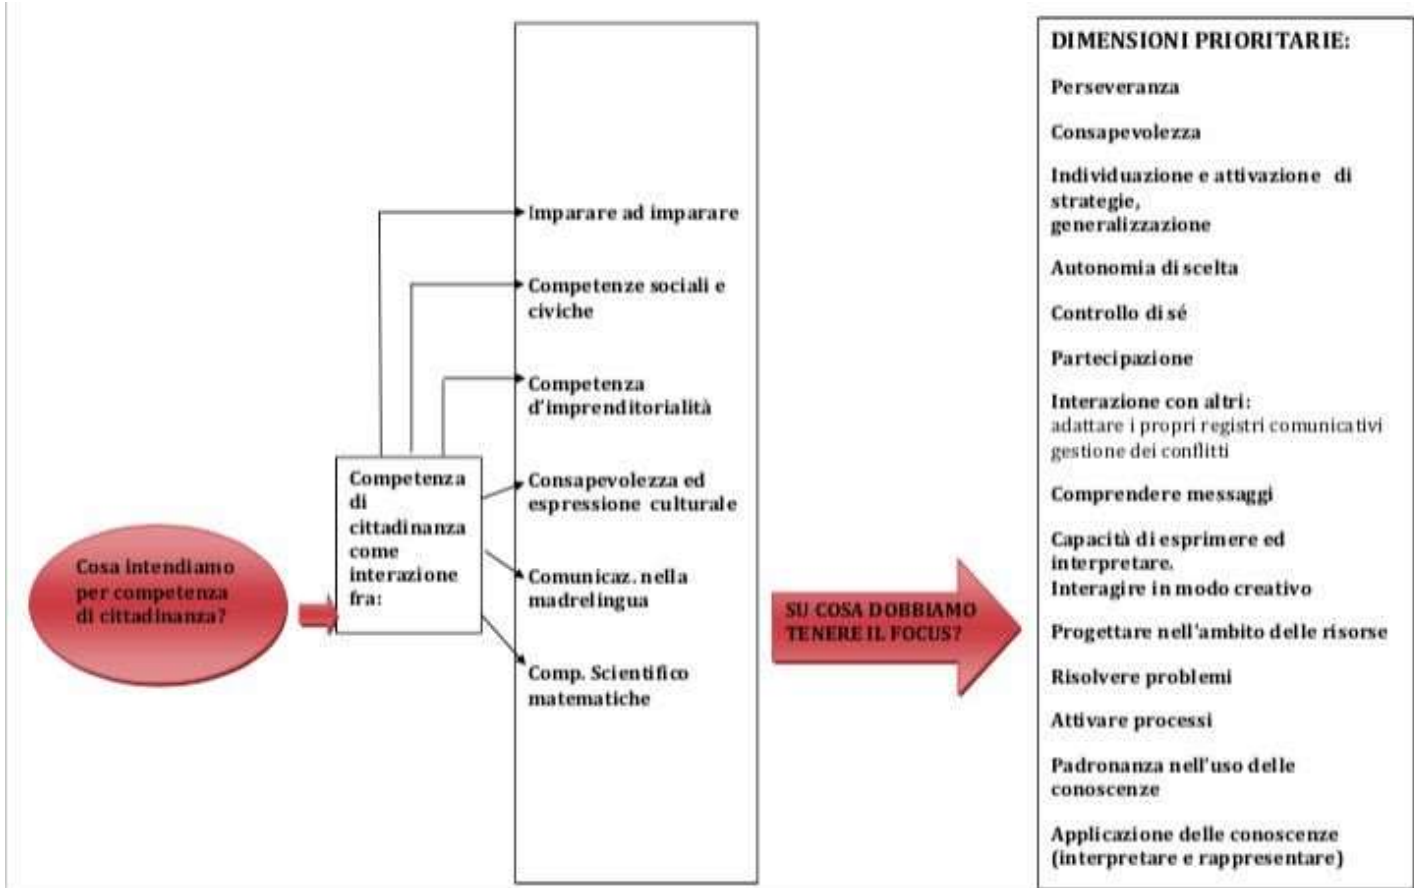 Cosa intendiamo
per competenza
di cittadinanza?
Competenza
di
cittadinanza
come
interazione
fra:
Imparare ad imparare
Competenze sociali e
civiche
Competenza
d'imprenditorialità
Consapevolezza ed
espressione culturale
Comunicaz. nella
madrelingua
Comp. Scientifico
matematiche
SU COSA DOBBIAMO
TENERE IL FOCUS?
DIMENSIONI PRIORITARIE:
Perseveranza
Consapevolezza
Individuazione e attivazione di
strategie,
generalizzazione
Autonomia di scelta
Controllo di sé
Partecipazione
Interazione con altri:
adattare i propri registri comunicativi
gestione dei conflitti
Comprendere messaggi
Capacità di esprimere ed
interpretare.
Interagire in modo creativo
Progettare nell'ambito delle risorse
Risolvere problemi
Attivare processi
Padronanza nell'uso delle
conoscenze
Applicazione delle conoscenze
(interpretare e rappresentare)